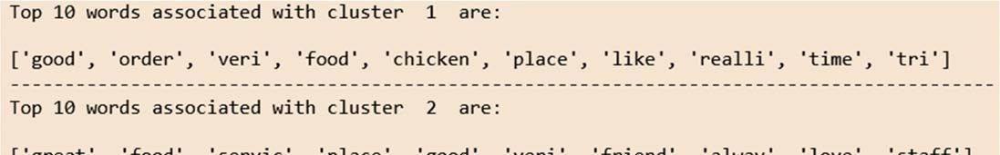 Top 10 words associated with cluster  1  are:
['good', 'order', 'veri', 'food', 'chicken', 'place', 'like', 'realli', 'time', 'tri']
------------------------------------------------------------------------------------------
Top 10 words associated with cluster  2  are:
['great', 'food', 'servic', 'place', 'good', 'veri', 'friend', 'alway', 'love', 'staff']